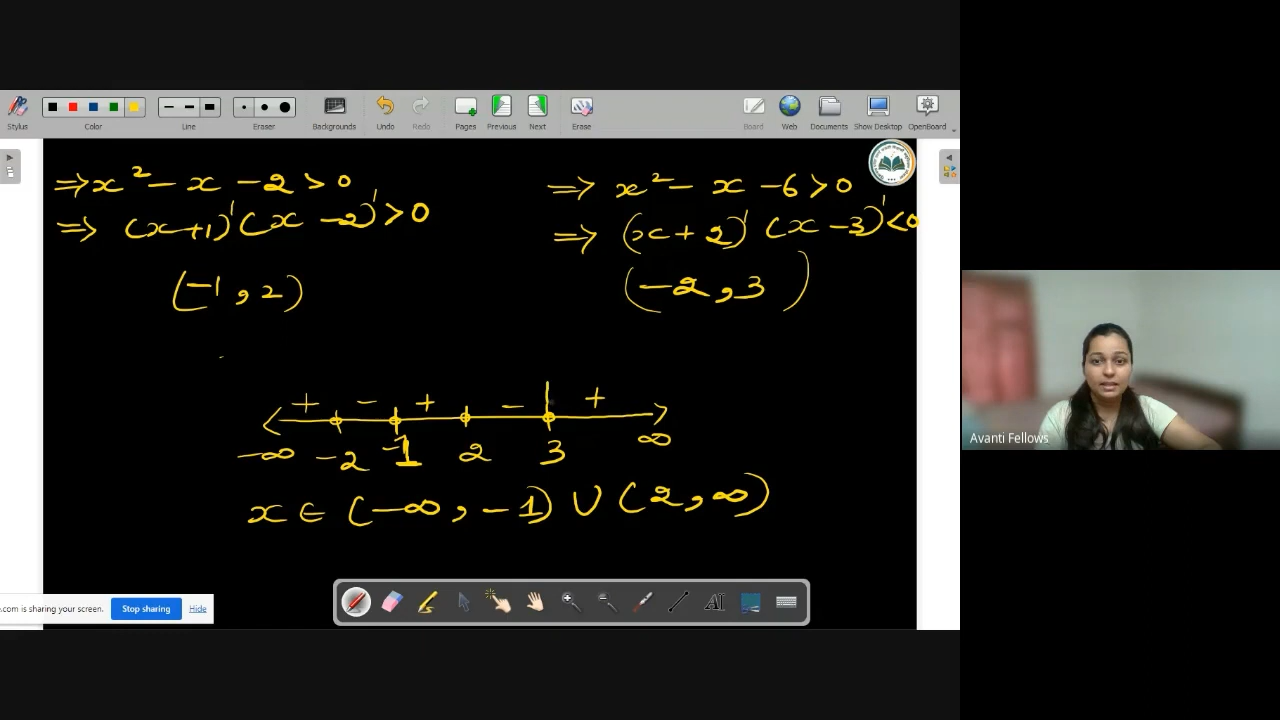 Stylus Color Line Eraser Backgrounds Undo Redo Pages Previous Next Erase Board Web Documents Show Desktop OpenBoard
⇒ x² - x - 2 > 0
⇒ (x+1)' (x - 2)' > 0
(-1, 2)
⇒ x² - x - 6 > 0
⇒ (x + 2)' (x - 3)' < 0
(-2, 3)
+ - + - +
-∞ -2 -1 2 3 ∞
x ∈ (-∞, -1) ∪ (2, ∞)
Avanti Fellows
e.com is sharing your screen. Stop sharing Hide